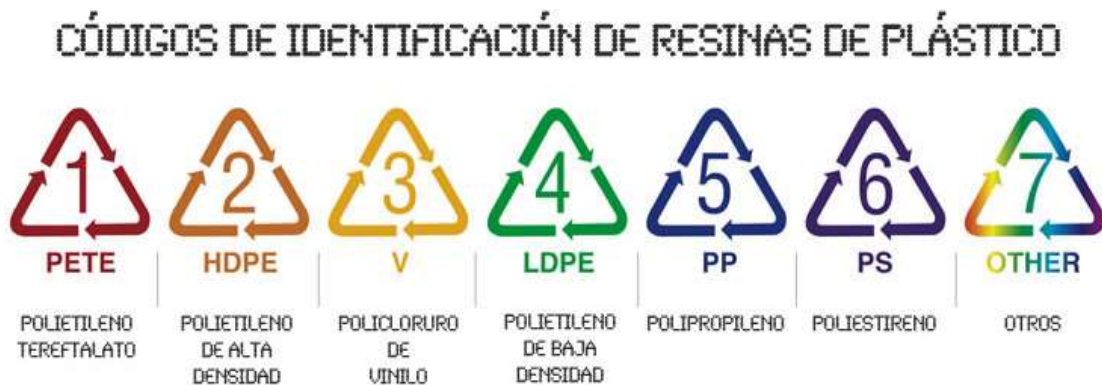 CÓDIGOS DE IDENTIFICACIÓN DE RESINAS DE PLÁSTICO
1 2 3 4 5 6 7
PETE HDPE V LDPE PP PS OTHER
POLIETILENO
TEREFTALATO
POLIETILENO
DE ALTA
DENSIDAD
POLICLORURO
DE
VINILO
POLIETILENO
DE BAJA
DENSIDAD
POLIPROPILENO
POLIESTIRENO
OTROS